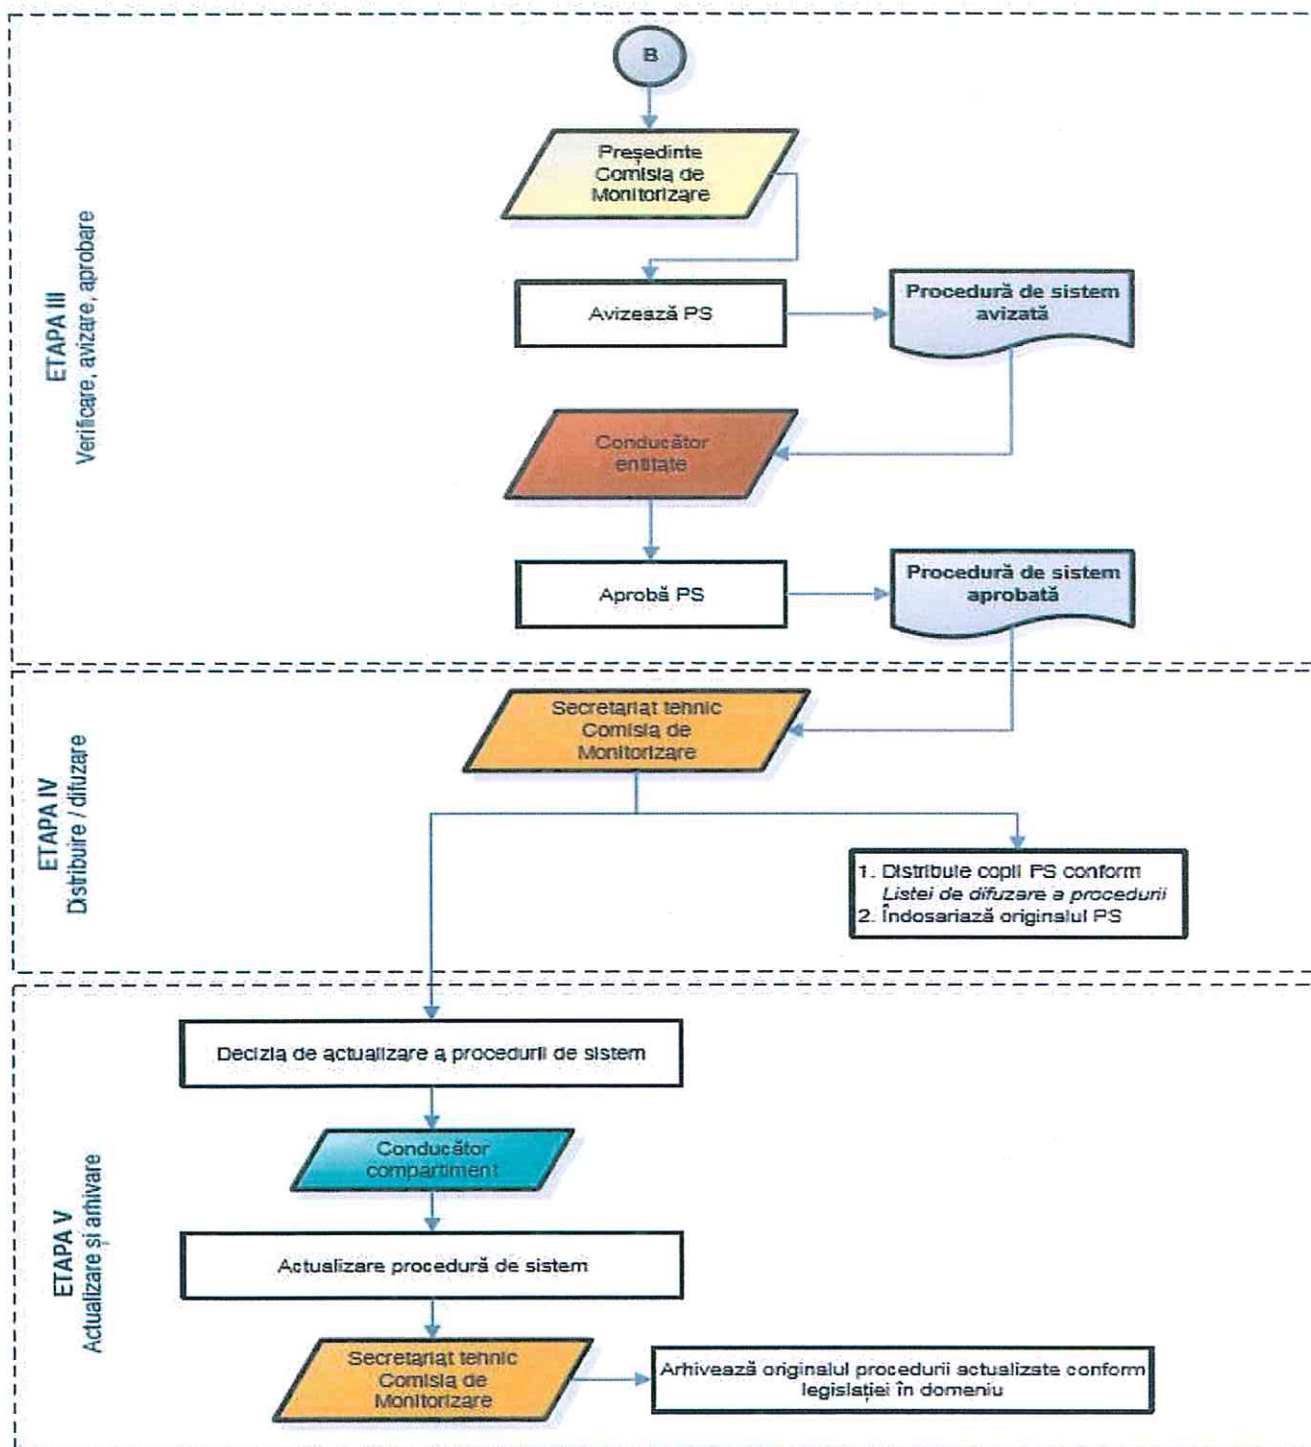 B
Președinte
Comisia de
Monitorizare
Avizează PS
Procedură de sistem
avizată
ETAPA III
Verificare, avizare, aprobare
Conducător
entitate
Aprobă PS
Procedură de sistem
aprobată
Secretariat tehnic
Comisia de
Monitorizare
ETAPA IV
Distribuire / difuzare
1. Distribuie copii PS conform
Listei de difuzare a procedurii
2. Îndosariază originalul PS
Decizia de actualizare a procedurii de sistem
Conducător
compartiment
ETAPA V
Actualizare și arhivare
Actualizare procedură de sistem
Secretariat tehnic
Comisia de
Monitorizare
Arhivează originalul procedurii actualizate conform
legislației în domeniu